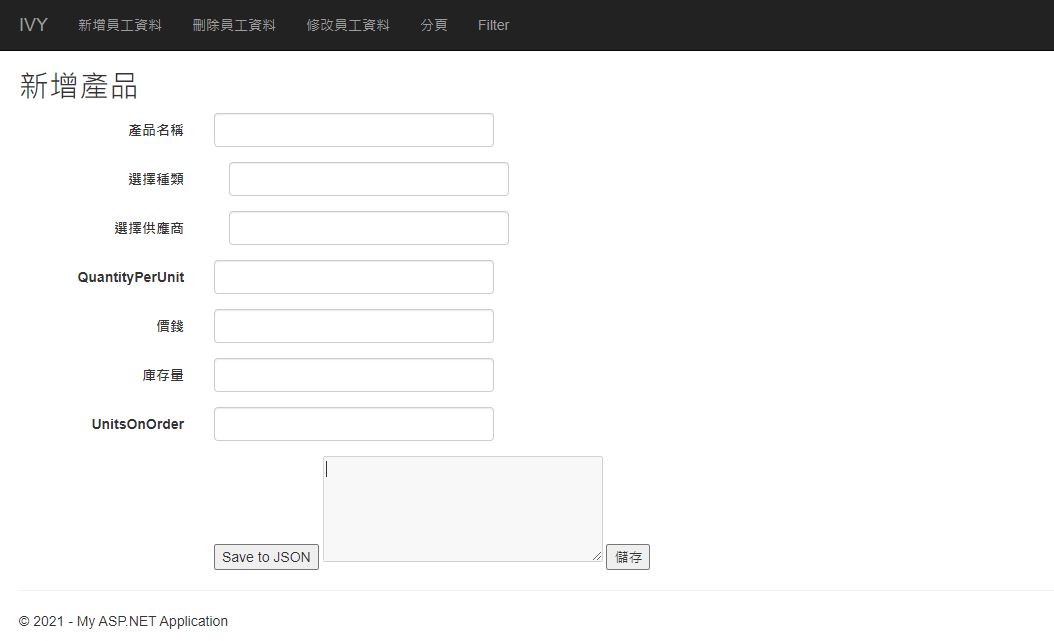 IVY 新增員工資料 刪除員工資料 修改員工資料 分頁 Filter
新增產品
產品名稱
選擇種類
選擇供應商
QuantityPerUnit
價錢
庫存量
UnitsOnOrder
Save to JSON 儲存
© 2021 - My ASP.NET Application